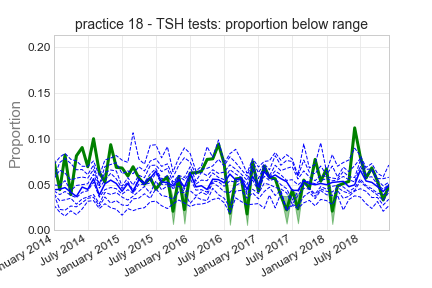 practice 18 - TSH tests: proportion below range
0.20
0.15
0.10
0.05
0.00
Proportion
nuary 2014
July 2014
January 2015
July 2015
January 2016
July 2016
January 2017
July 2017
January 2018
July 2018